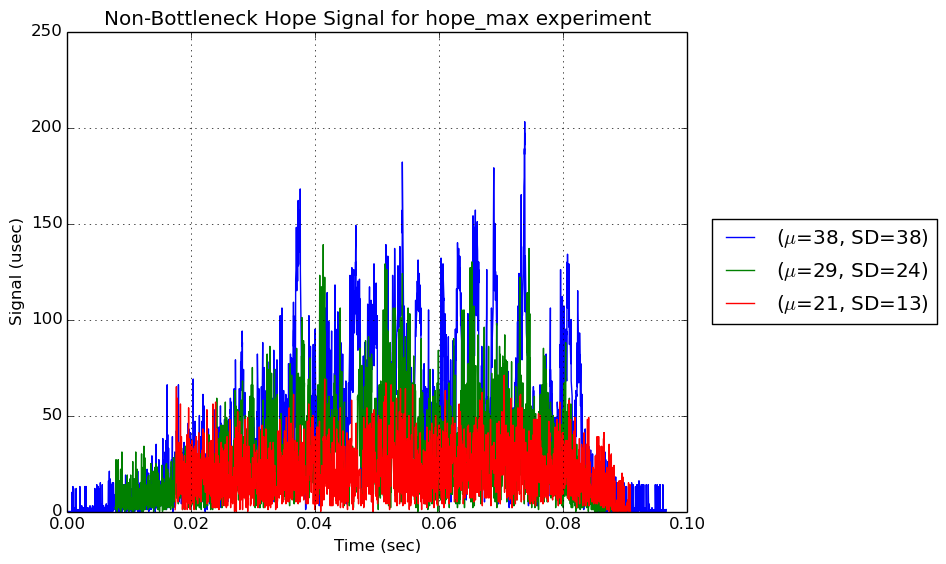 Non-Bottleneck Hope Signal for hope_max experiment
250
200
150
100
50
0
Signal (usec)
0.00 0.02 0.04 0.06 0.08 0.10
Time (sec)
(μ=38, SD=38)
(μ=29, SD=24)
(μ=21, SD=13)